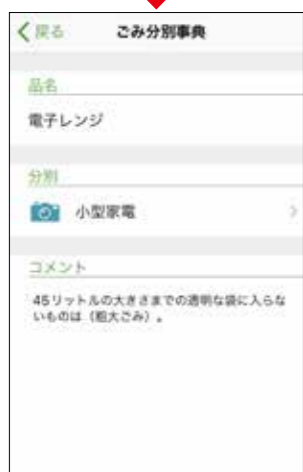 戻る ごみ分別事典
品名
電子レンジ
分別
小型家電
コメント
45リットルの大きさまでの透明な袋に入らな
いものは（粗大ごみ）。